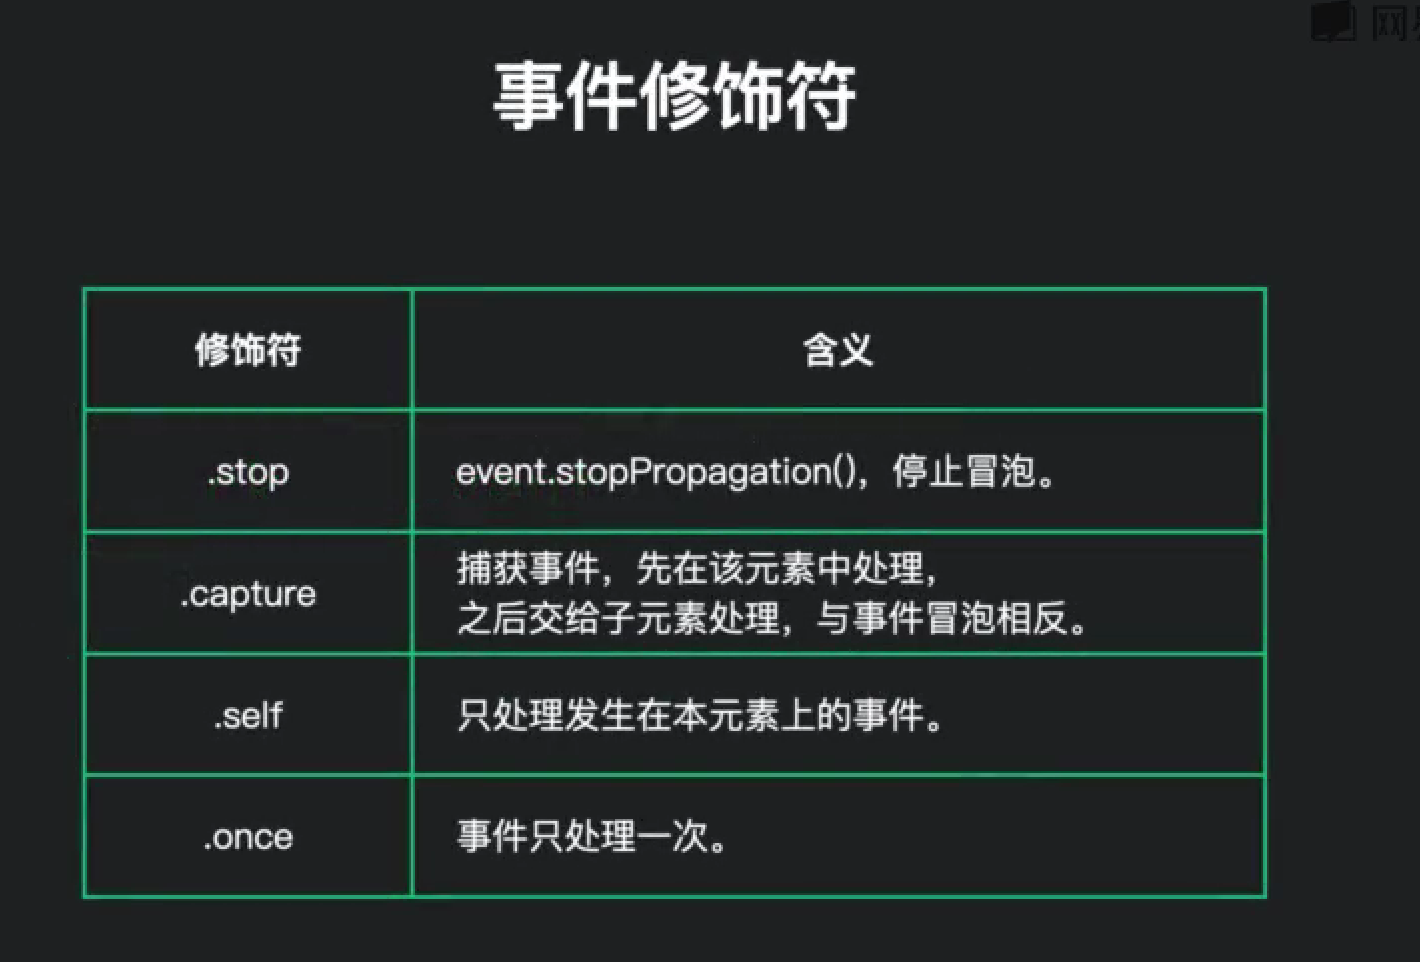 事件修饰符
修饰符
含义
.stop
event.stopPropagation()，停止冒泡。
.capture
捕获事件，先在该元素中处理，
之后交给子元素处理，与事件冒泡相反。
.self
只处理发生在本元素上的事件。
.once
事件只处理一次。